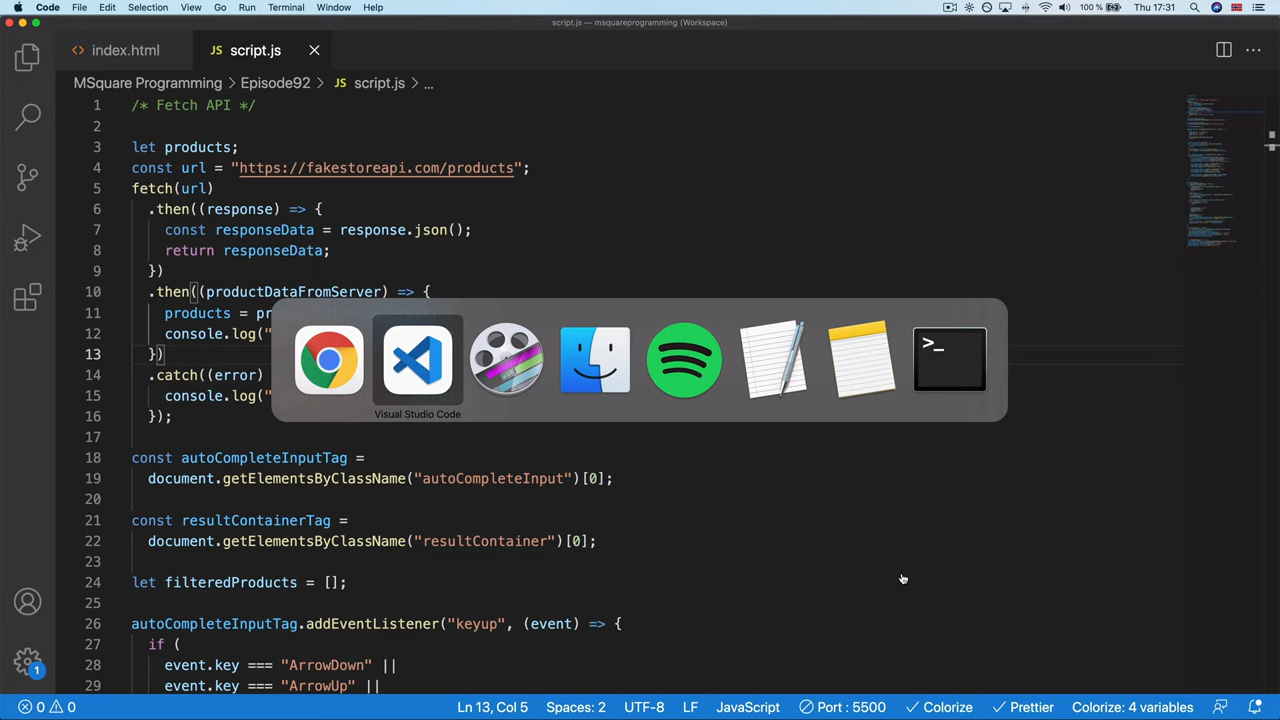 Code File Edit Selection View Go Run Terminal Window Help 100 % Thu 17:31
script.js — msquareprogramming (Workspace)
<> index.html JS script.js ×
MSquare Programming > Episode92 > JS script.js > ...
1 /* Fetch API */
2
3 let products;
4 const url = "https://fakestoreapi.com/products";
5 fetch(url)
6 .then((response) => {
7 const responseData = response.json();
8 return responseData;
9 })
10 .then((productDataFromServer) => {
11 products =
12 console.log("
13 })
14 .catch((error)
15 console.log("
16 });
17
18 const autoCompleteInputTag =
19 document.getElementsByClassName("autoCompleteInput")[0];
20
21 const resultContainerTag =
22 document.getElementsByClassName("resultContainer")[0];
23
24 let filteredProducts = [];
25
26 autoCompleteInputTag.addEventListener("keyup", (event) => {
27 if (
28 event.key === "ArrowDown" ||
29 event.key === "ArrowUp" ||
>_
Visual Studio Code
1
0 0 Ln 13, Col 5 Spaces: 2 UTF-8 LF JavaScript Port : 5500 Colorize Prettier Colorize: 4 variables